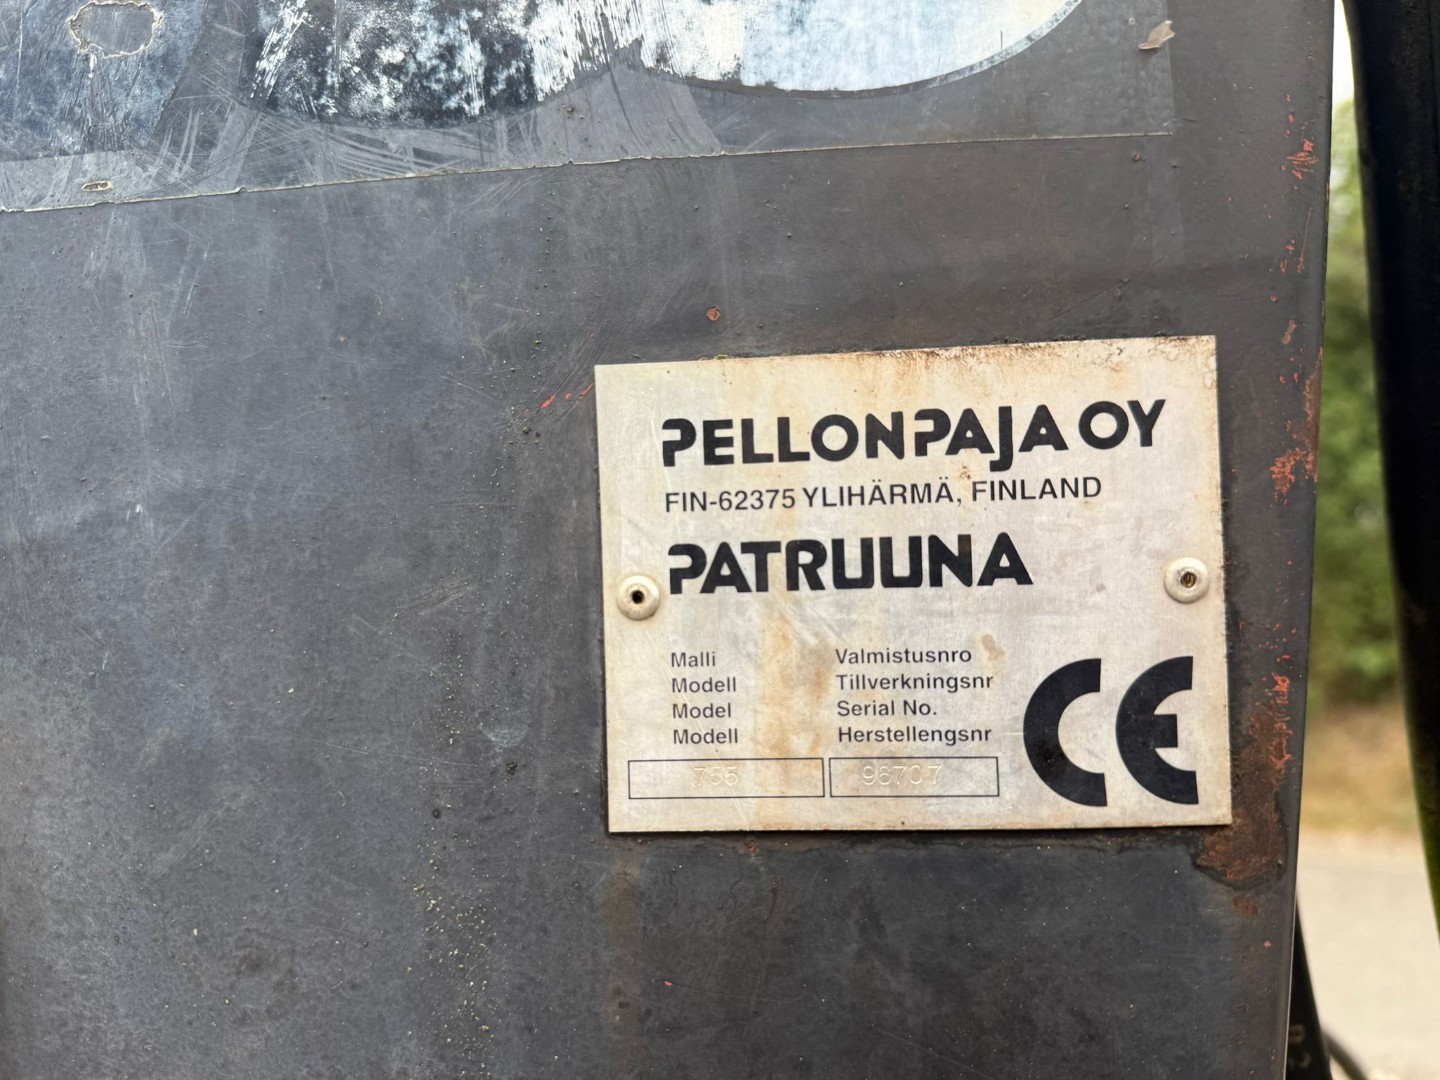 PELLONPAJA OY
FIN-62375 YLIHÄRMÄ, FINLAND
PATRUUNA
Malli Valmistusnro
Modell Tillverkningsnr
Model Serial No.
Modell Herstellengsnr
755 96707
CE